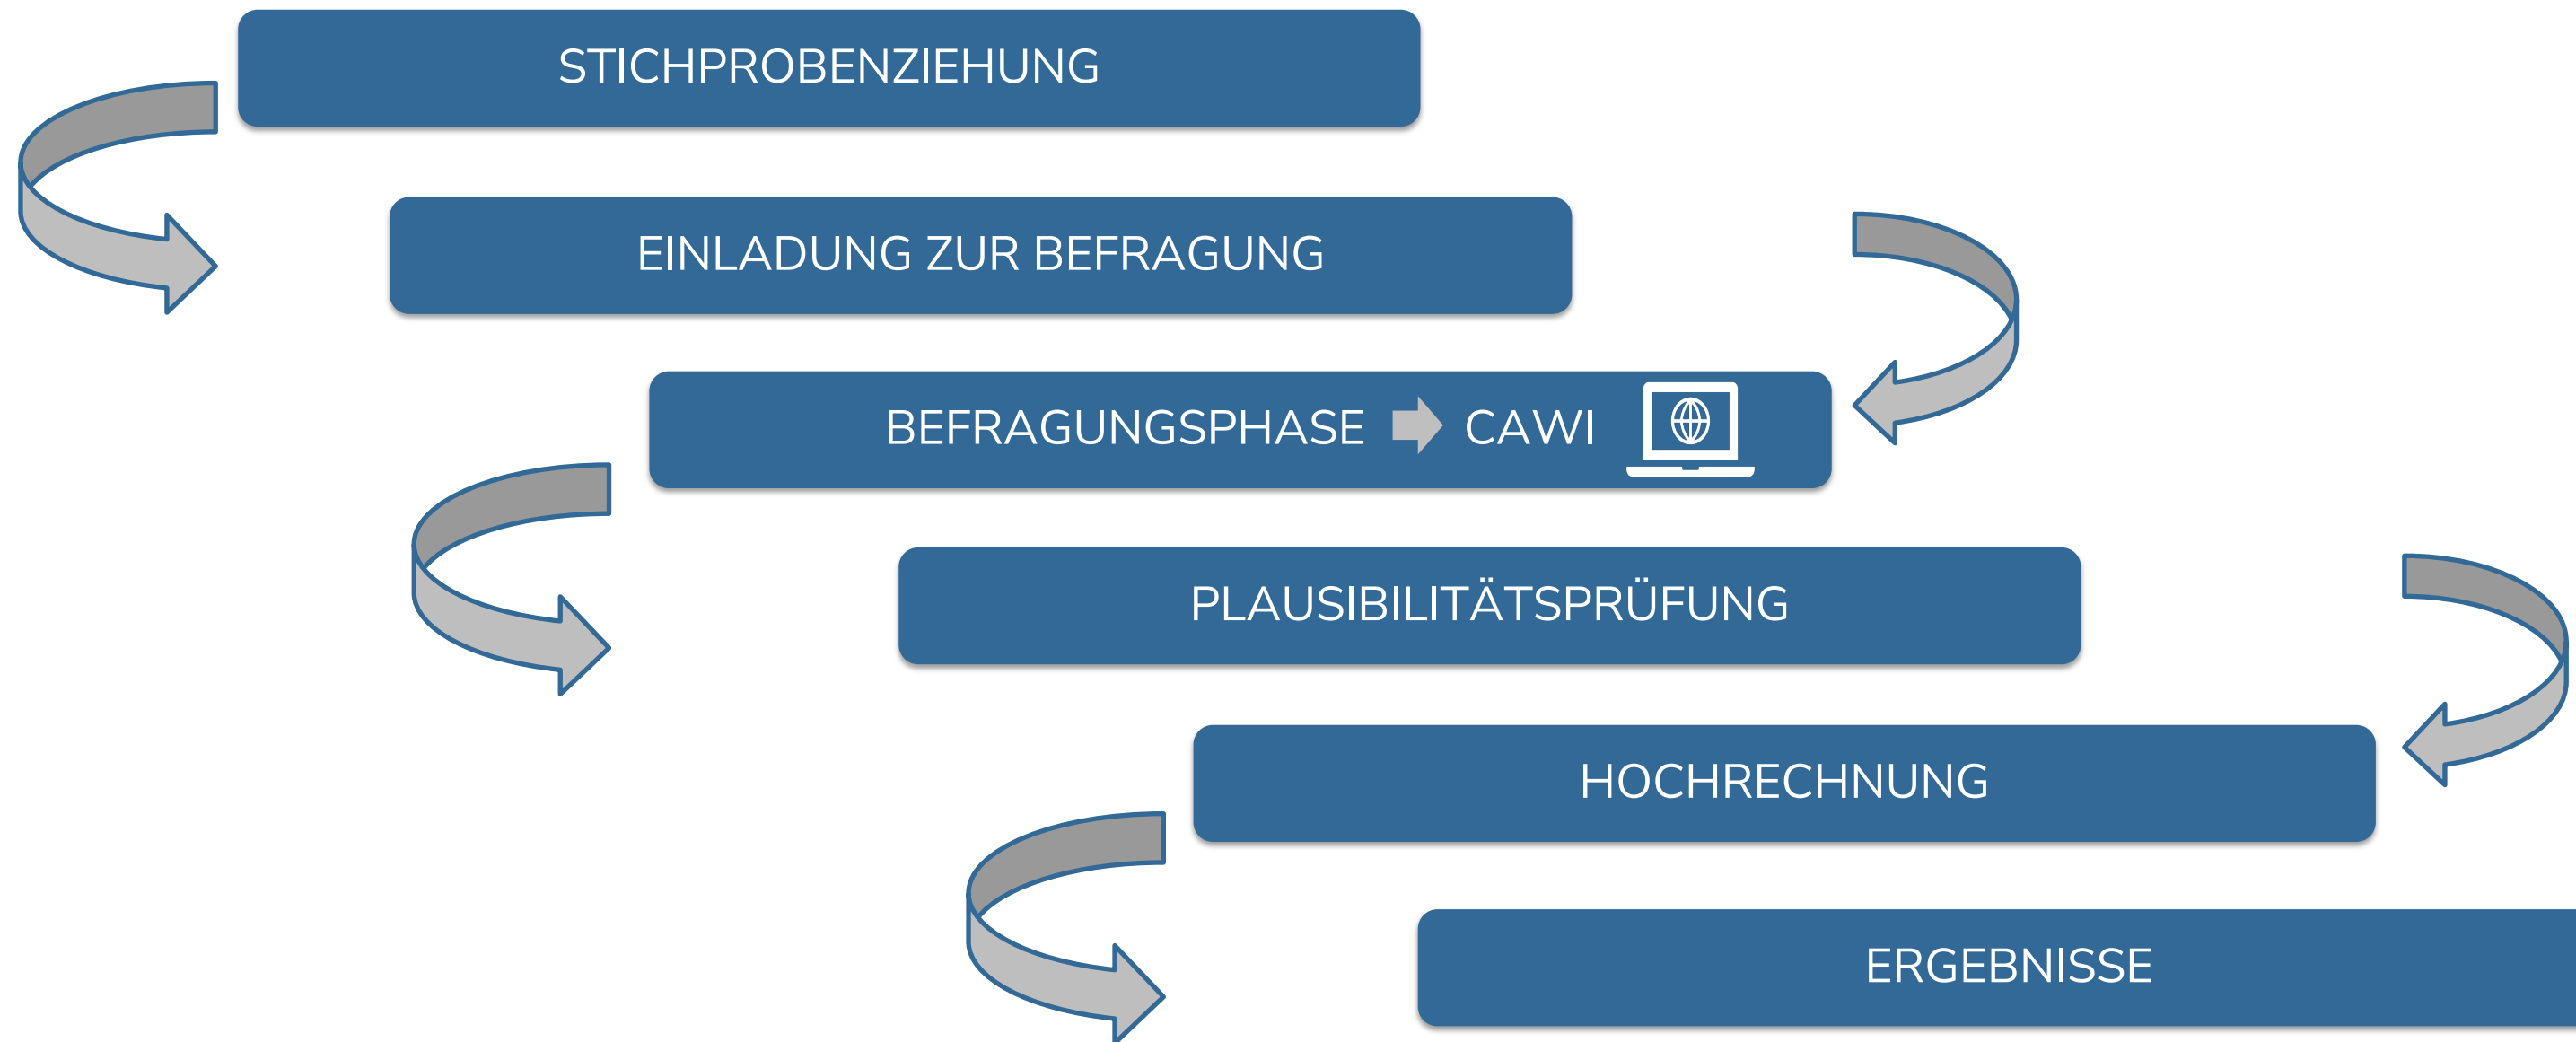 STICHPROBENZIEHUNG
EINLADUNG ZUR BEFRAGUNG
BEFRAGUNGSPHASE CAWI
PLAUSIBILITÄTSPRÜFUNG
HOCHRECHNUNG
ERGEBNISSE